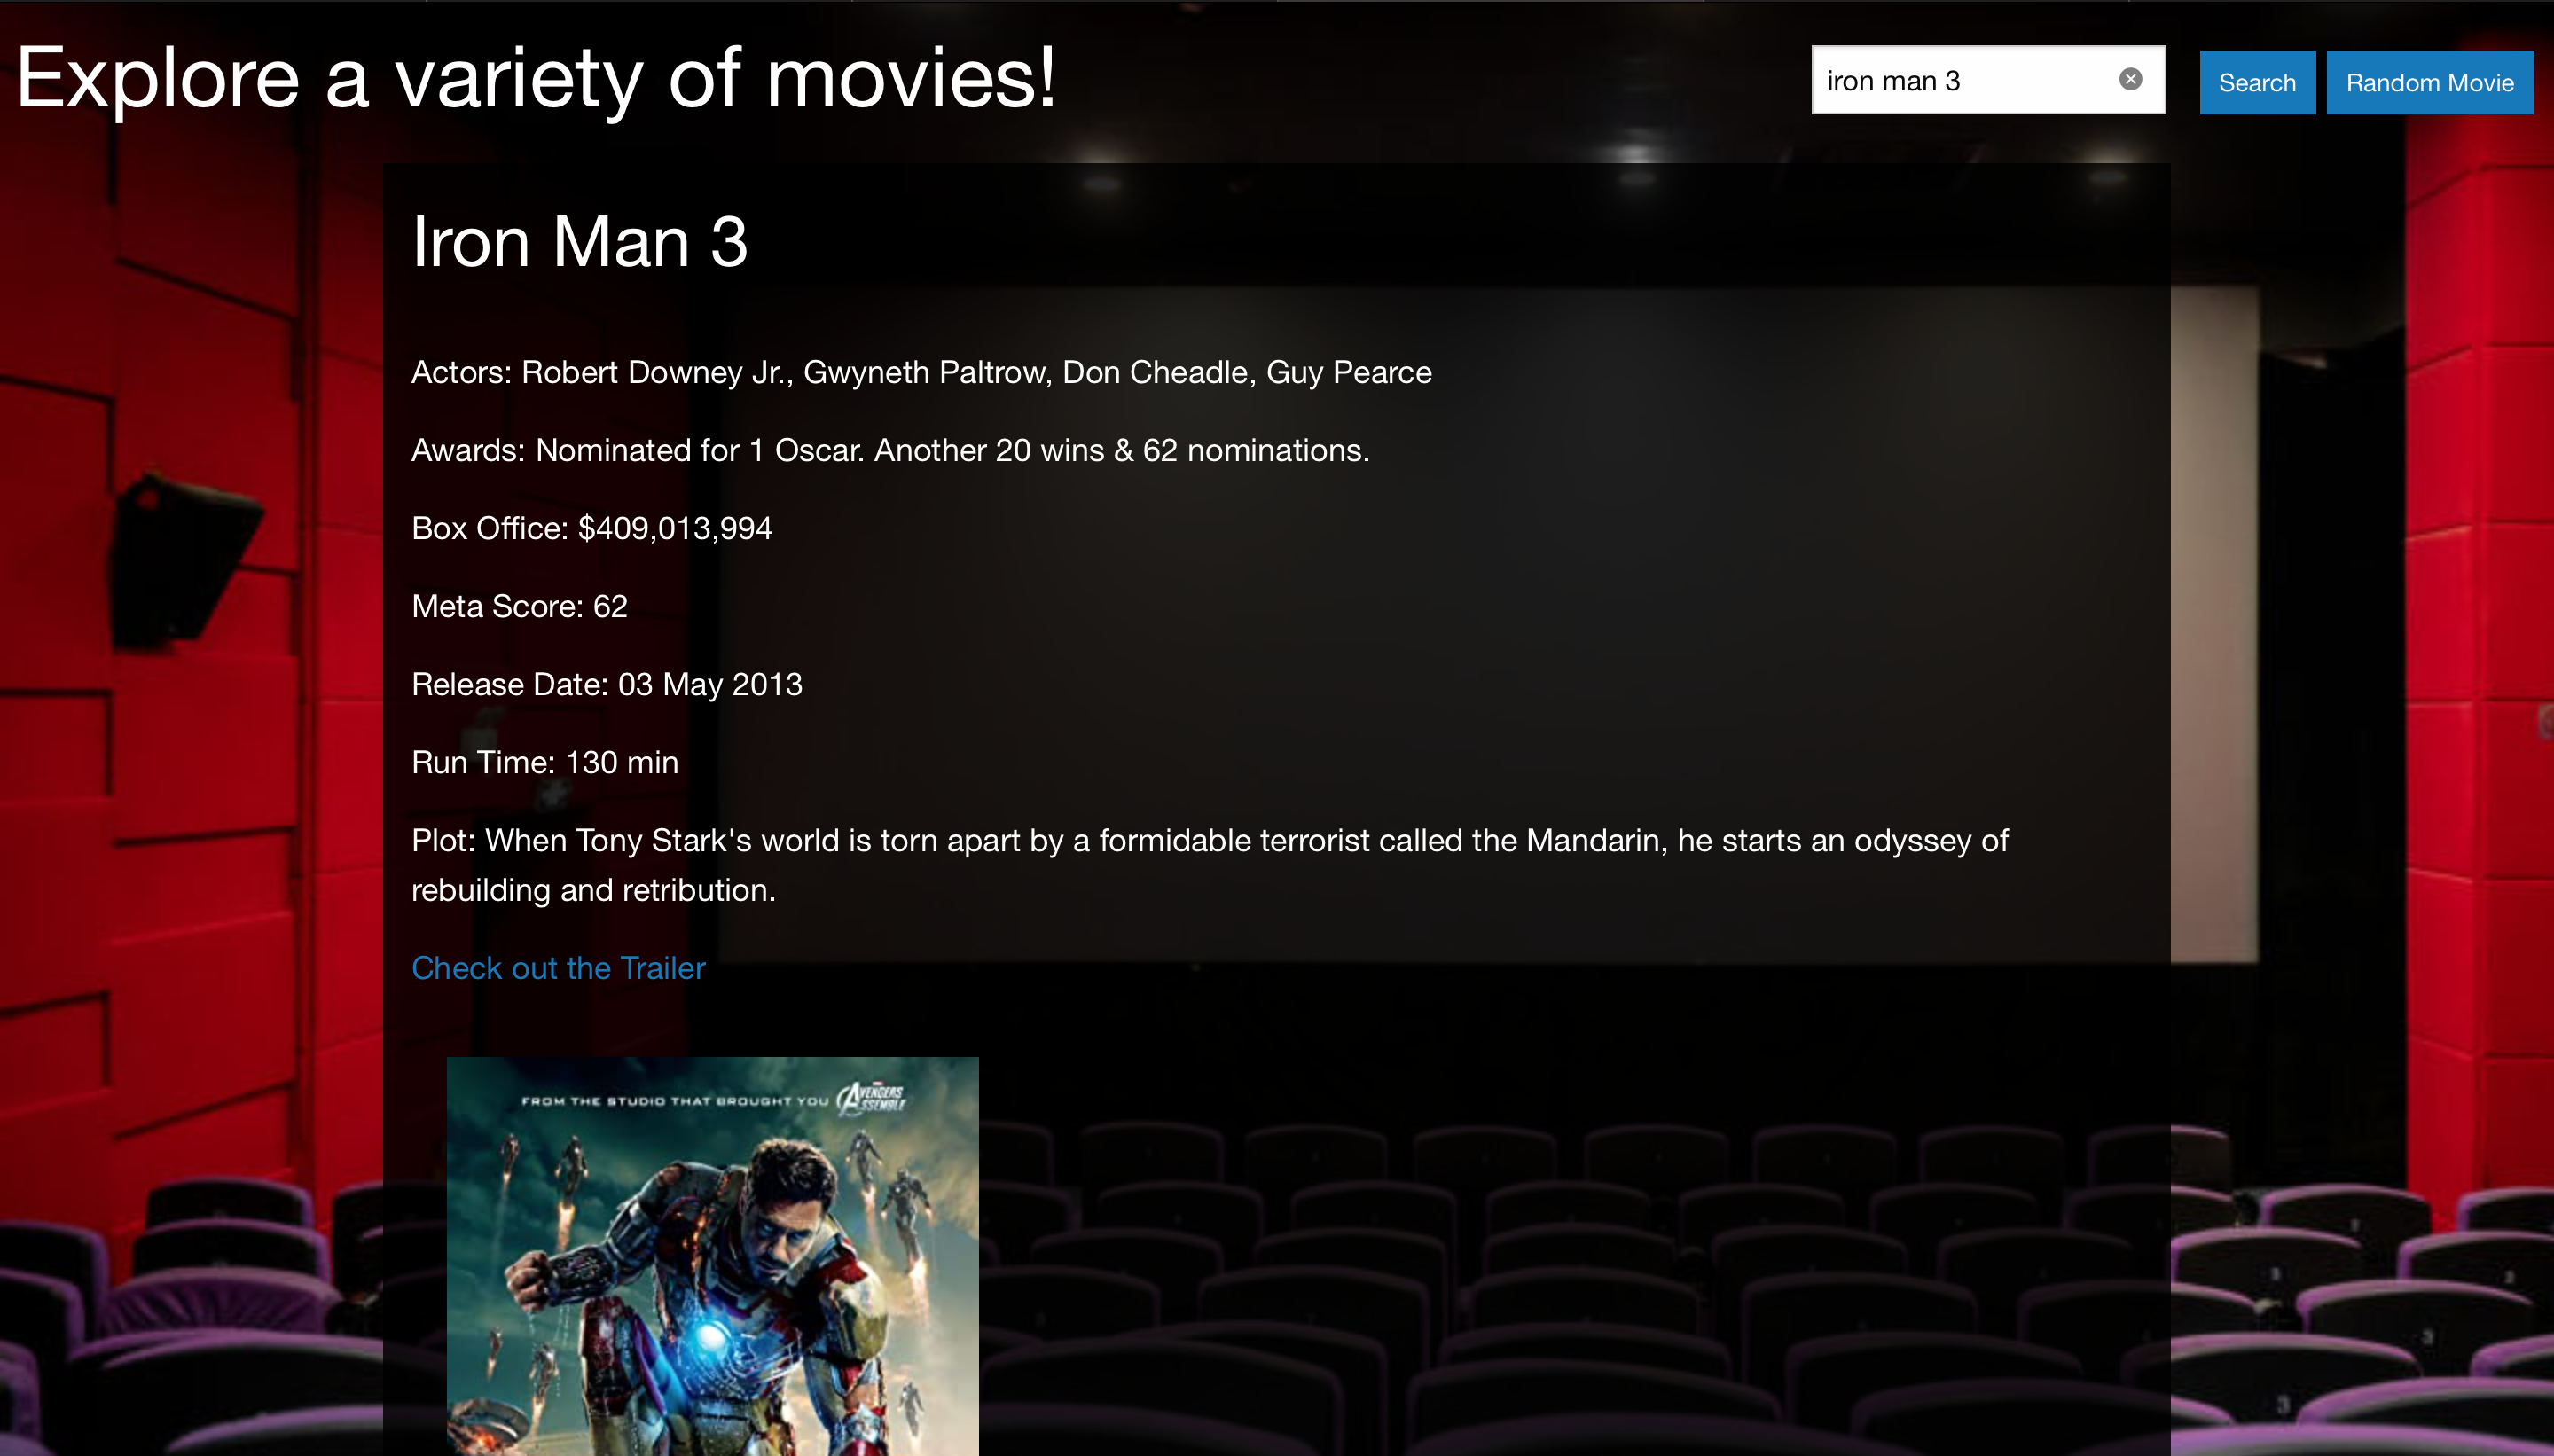 Explore a variety of movies!
iron man 3
Search
Random Movie
Iron Man 3
Actors: Robert Downey Jr., Gwyneth Paltrow, Don Cheadle, Guy Pearce
Awards: Nominated for 1 Oscar. Another 20 wins & 62 nominations.
Box Office: $409,013,994
Meta Score: 62
Release Date: 03 May 2013
Run Time: 130 min
Plot: When Tony Stark's world is torn apart by a formidable terrorist called the Mandarin, he starts an odyssey of
rebuilding and retribution.
Check out the Trailer
FROM THE STUDIO THAT BROUGHT YOU AVENGERS
ASSEMBLE